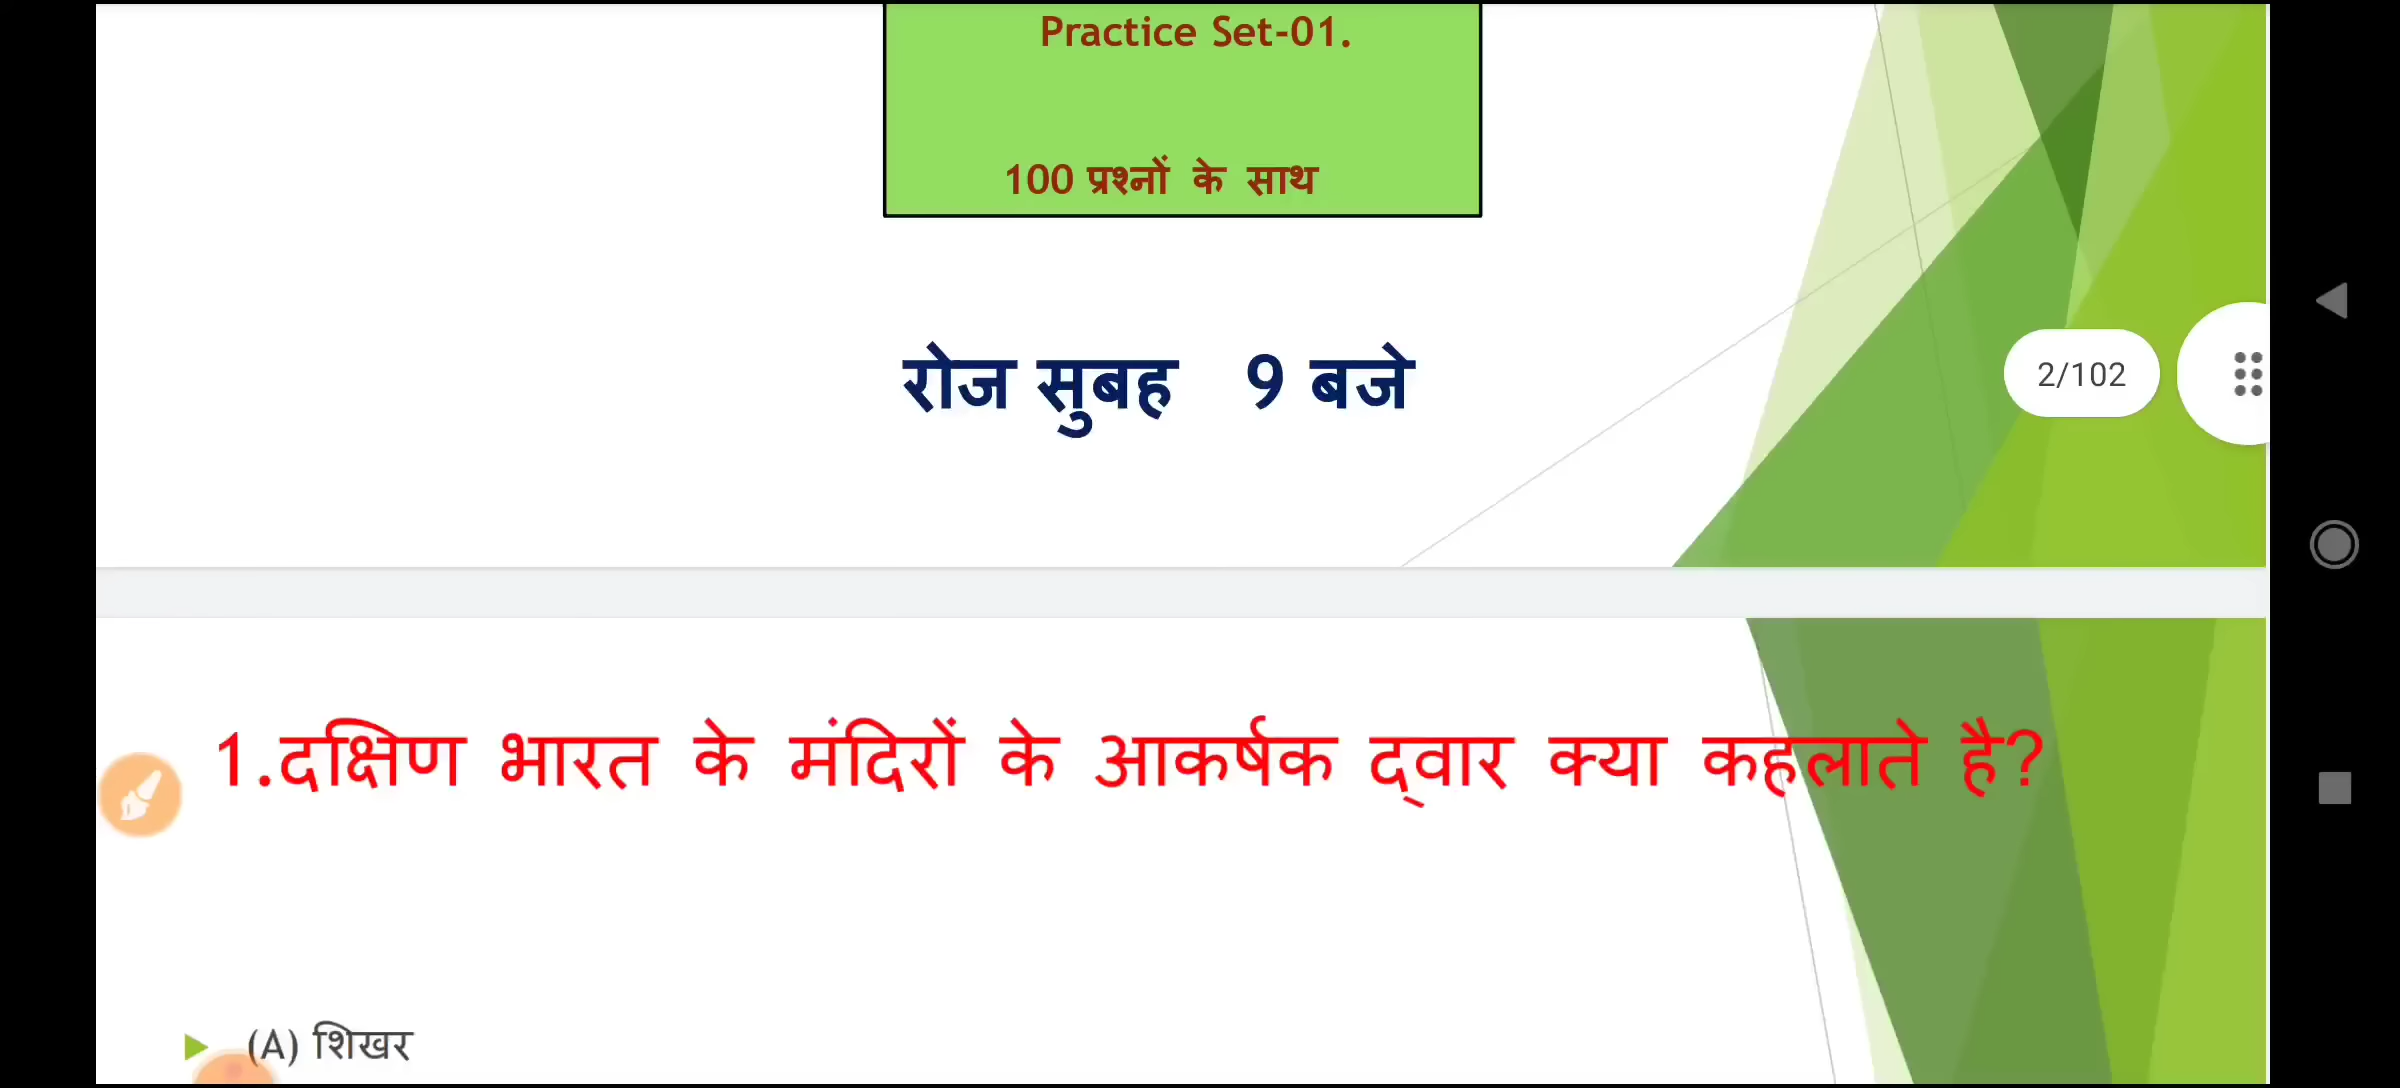 Practice Set-01.
100 प्रश्नों के साथ
रोज सुबह 9 बजे
2/102
1.दक्षिण भारत के मंदिरों के आकर्षक द्वार क्या कहलाते है?
(A) शिखर